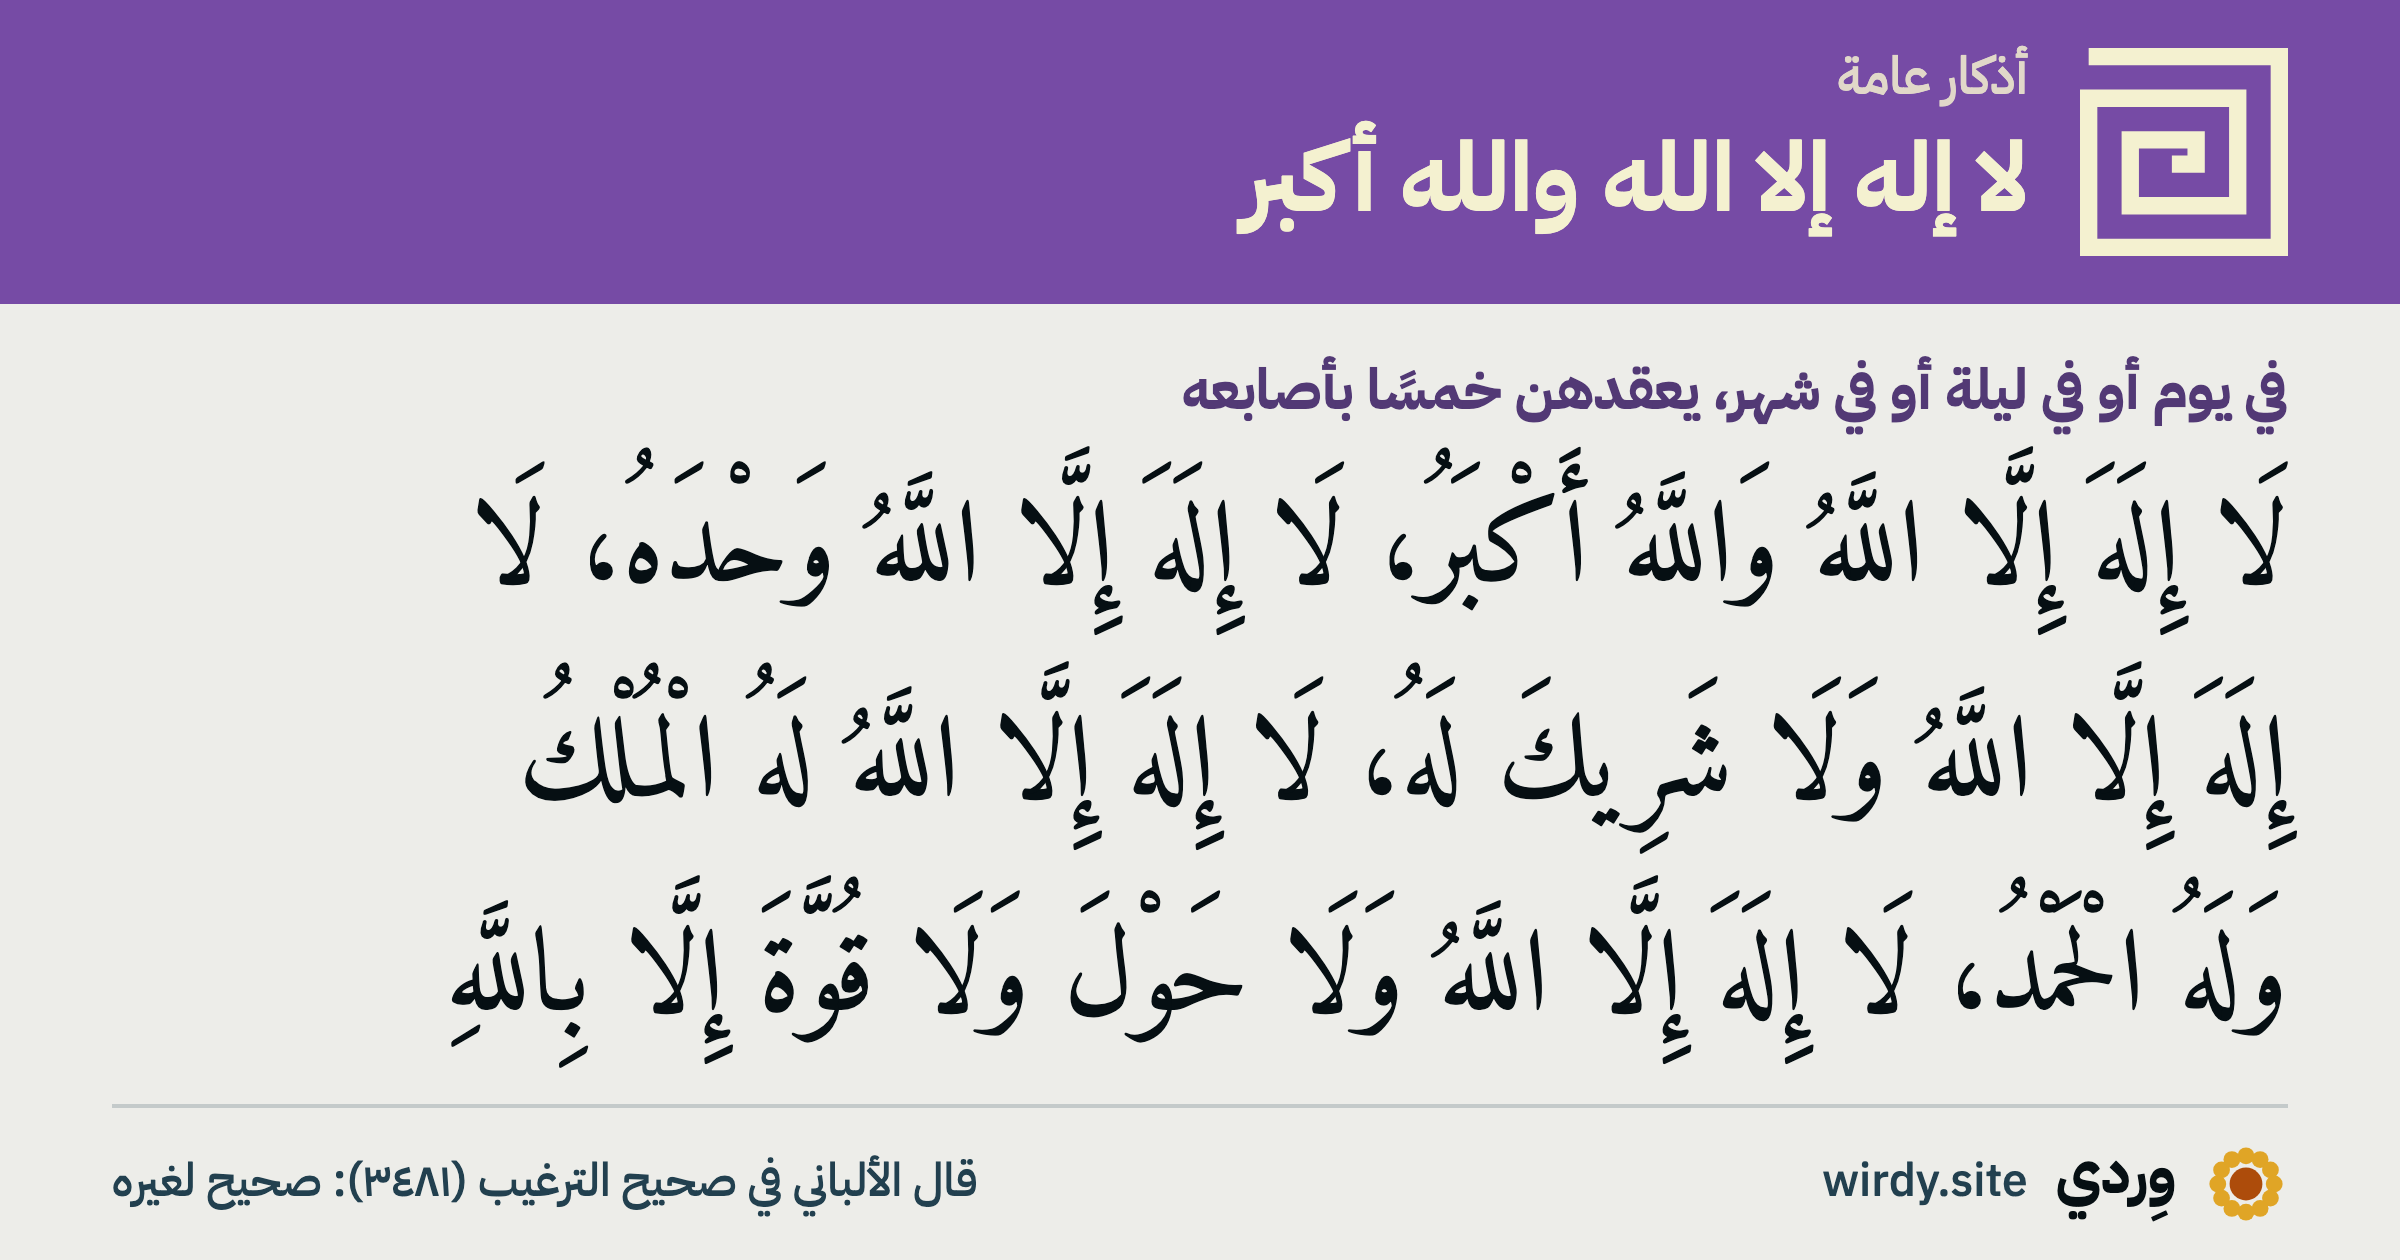 أذكار عامة
لا إله إلا الله والله أكبر
في يوم أو في ليلة أو في شهر، يعقدهن خمسًا بأصابعه
لَا إِلَهَ إِلَّا اللَّهُ وَاللَّهُ أَكْبَرُ، لَا إِلَهَ إِلَّا اللَّهُ وَحْدَهُ، لَا
إِلَهَ إِلَّا اللَّهُ وَلَا شَرِيكَ لَهُ، لَا إِلَهَ إِلَّا اللَّهُ لَهُ الْمُلْكُ
وَلَهُ الْحَمْدُ، لَا إِلَهَ إِلَّا اللَّهُ وَلَا حَوْلَ وَلَا قُوَّةَ إِلَّا بِاللَّهِ
وِردي wirdy.site
قال الألباني في صحيح الترغيب (٣٤٨١): صحيح لغيره